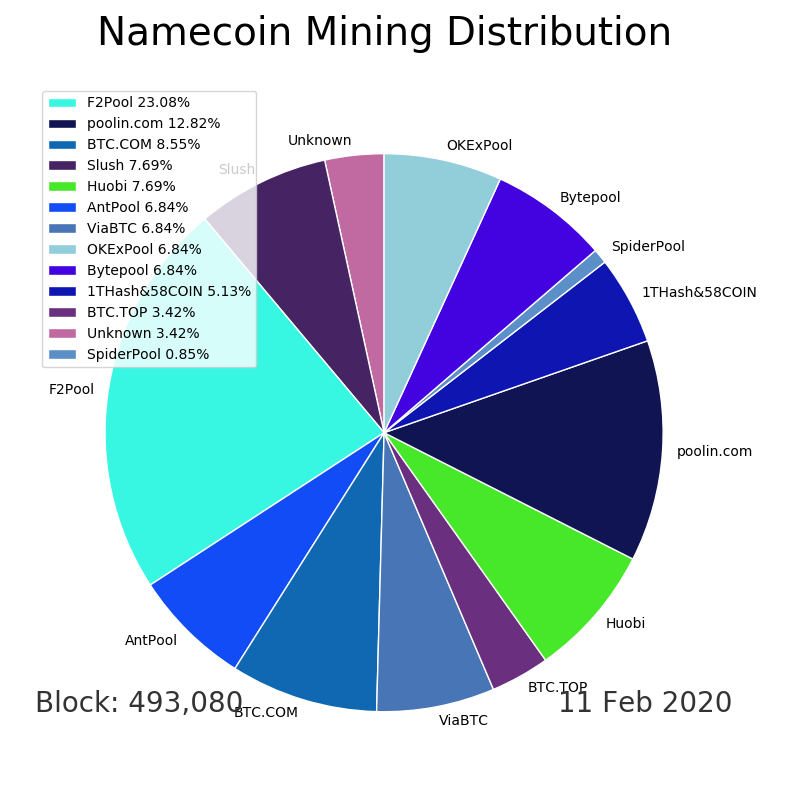 Namecoin Mining Distribution
F2Pool 23.08%
poolin.com 12.82%
BTC.COM 8.55%
Slush 7.69%
Huobi 7.69%
AntPool 6.84%
ViaBTC 6.84%
OKExPool 6.84%
Bytepool 6.84%
1THash&58COIN 5.13%
BTC.TOP 3.42%
Unknown 3.42%
SpiderPool 0.85%
Unknown
OKExPool
Slush
Bytepool
SpiderPool
1THash&58COIN
F2Pool
poolin.com
Huobi
AntPool
BTC.TOP
Block: 493,080
11 Feb 2020
BTC.COM
ViaBTC